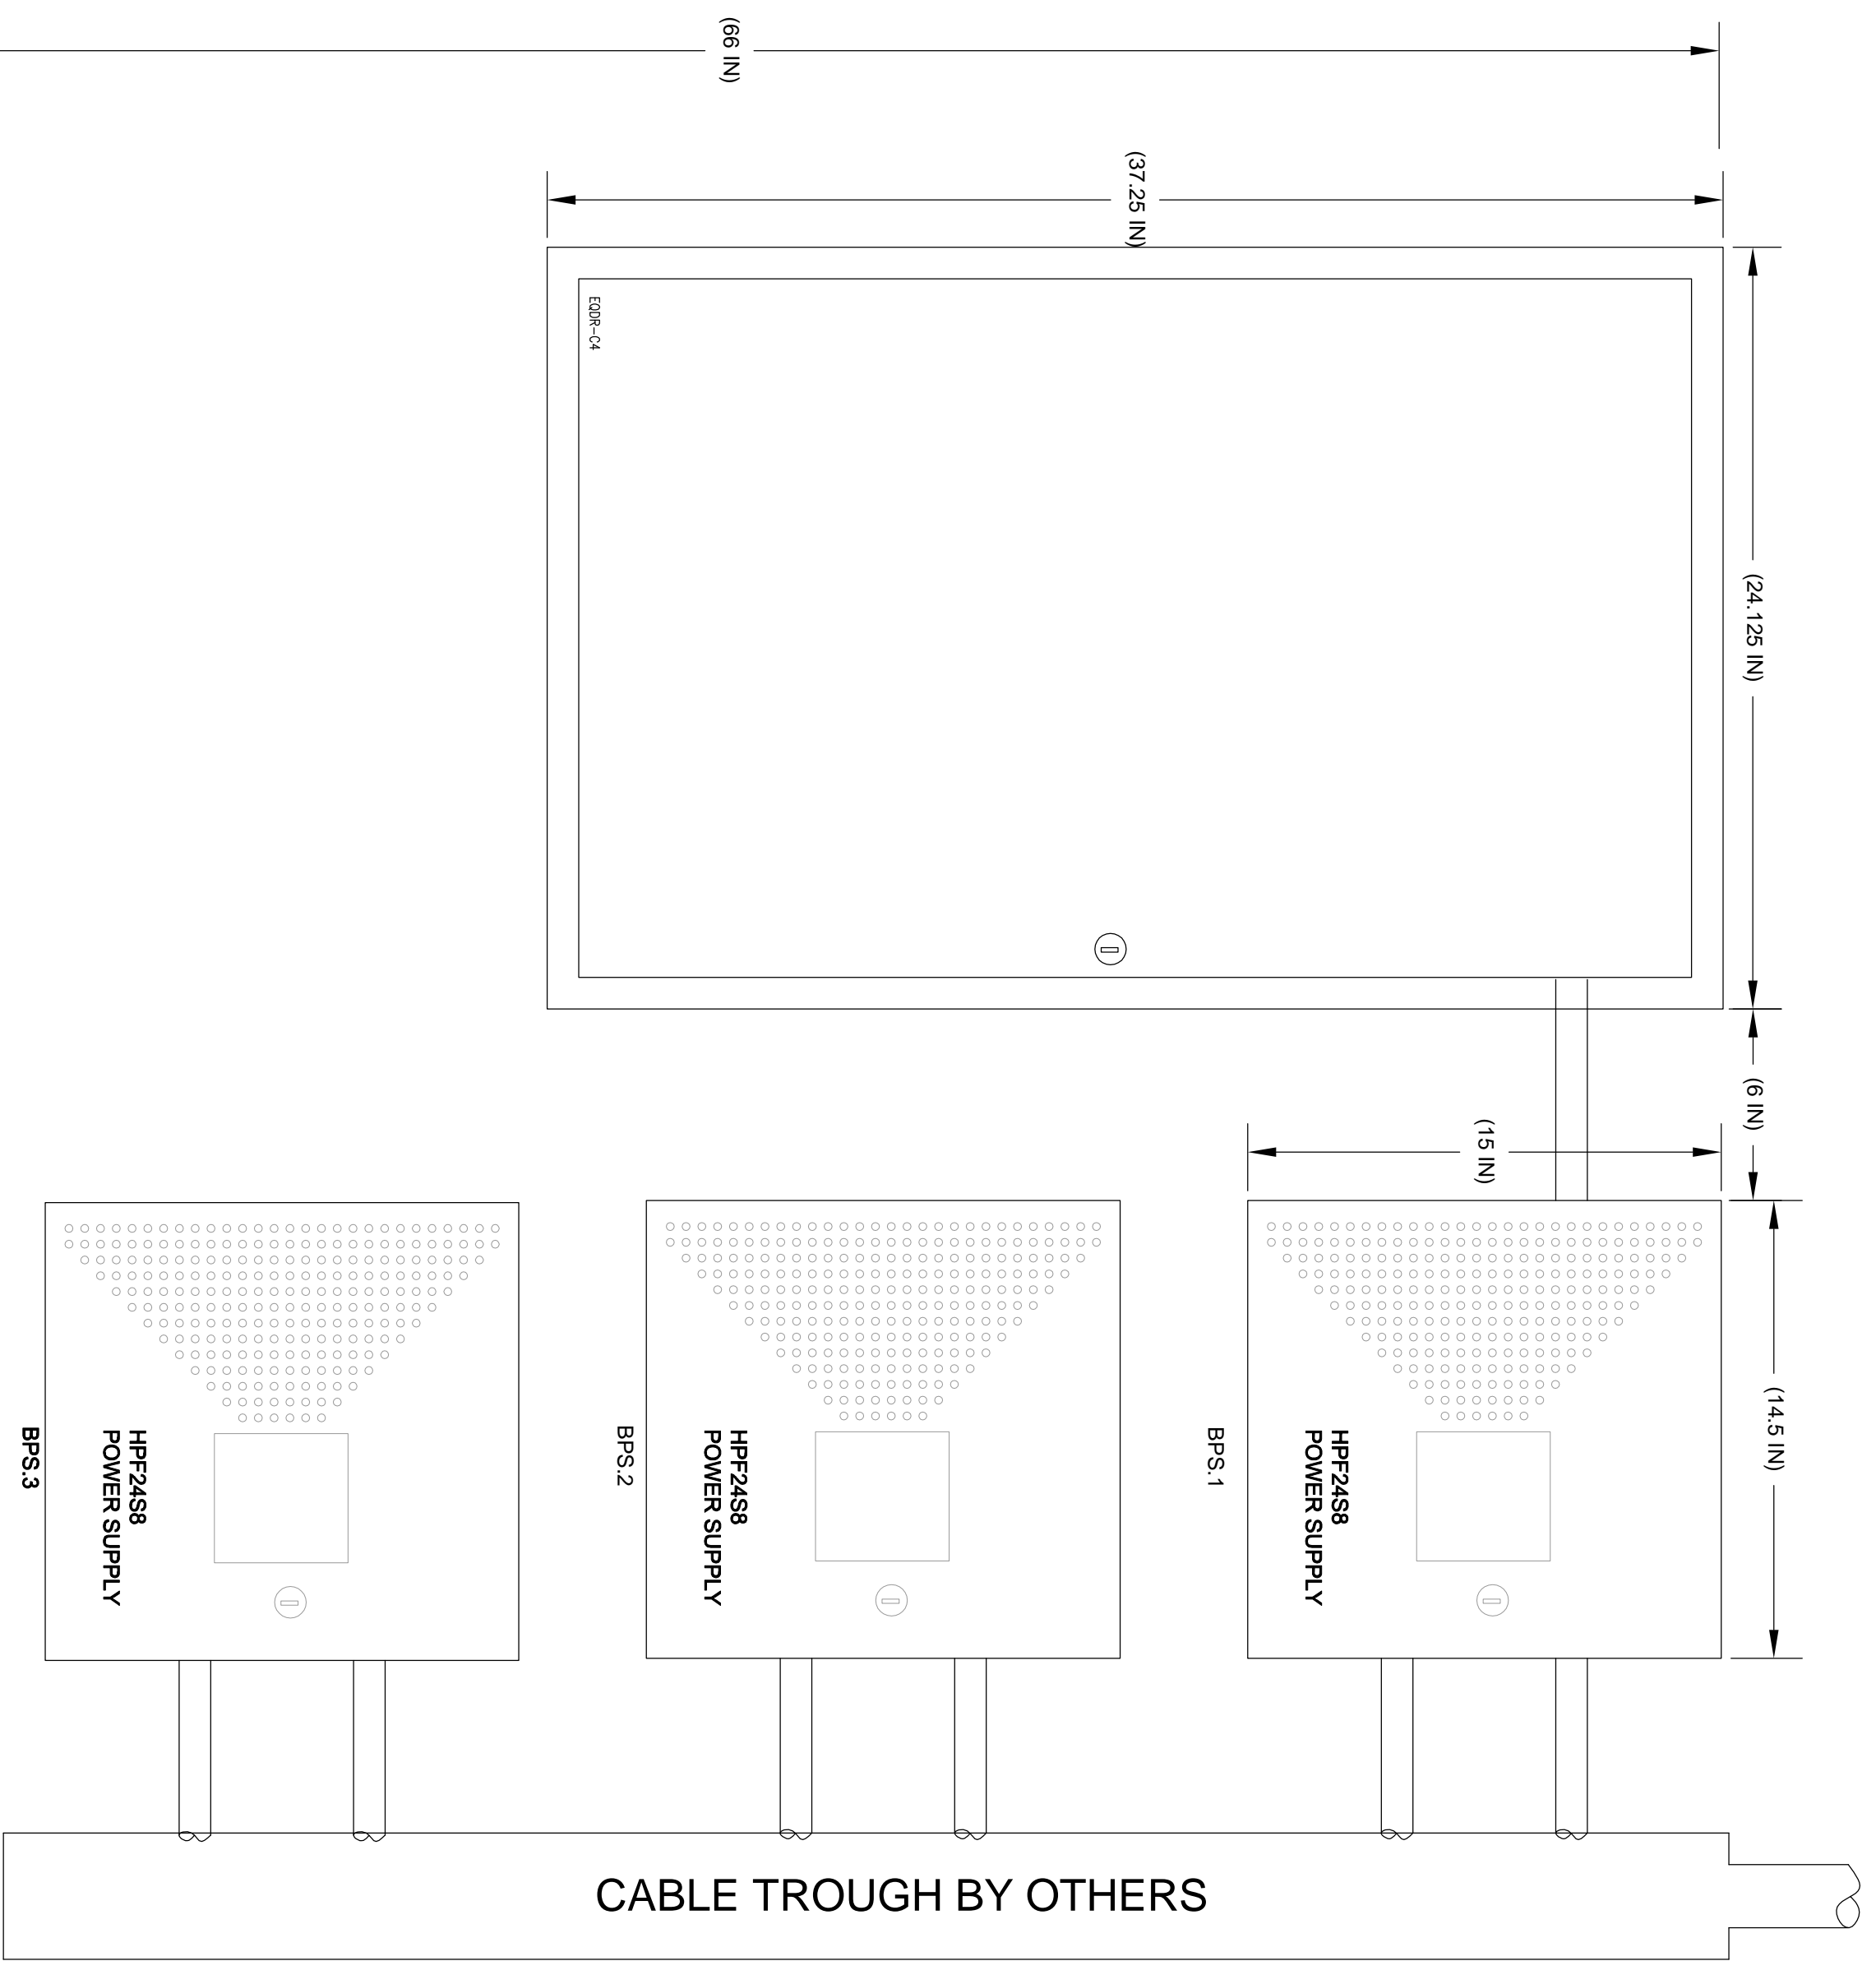 (66 IN)
(37.25 IN)
EQDR-C4
(24.125 IN)
(6 IN)
(15 IN)
(14.5 IN)
BPS.3
HPF24S8
POWER SUPPLY
BPS.2
HPF24S8
POWER SUPPLY
BPS.1
HPF24S8
POWER SUPPLY
CABLE TROUGH BY OTHERS